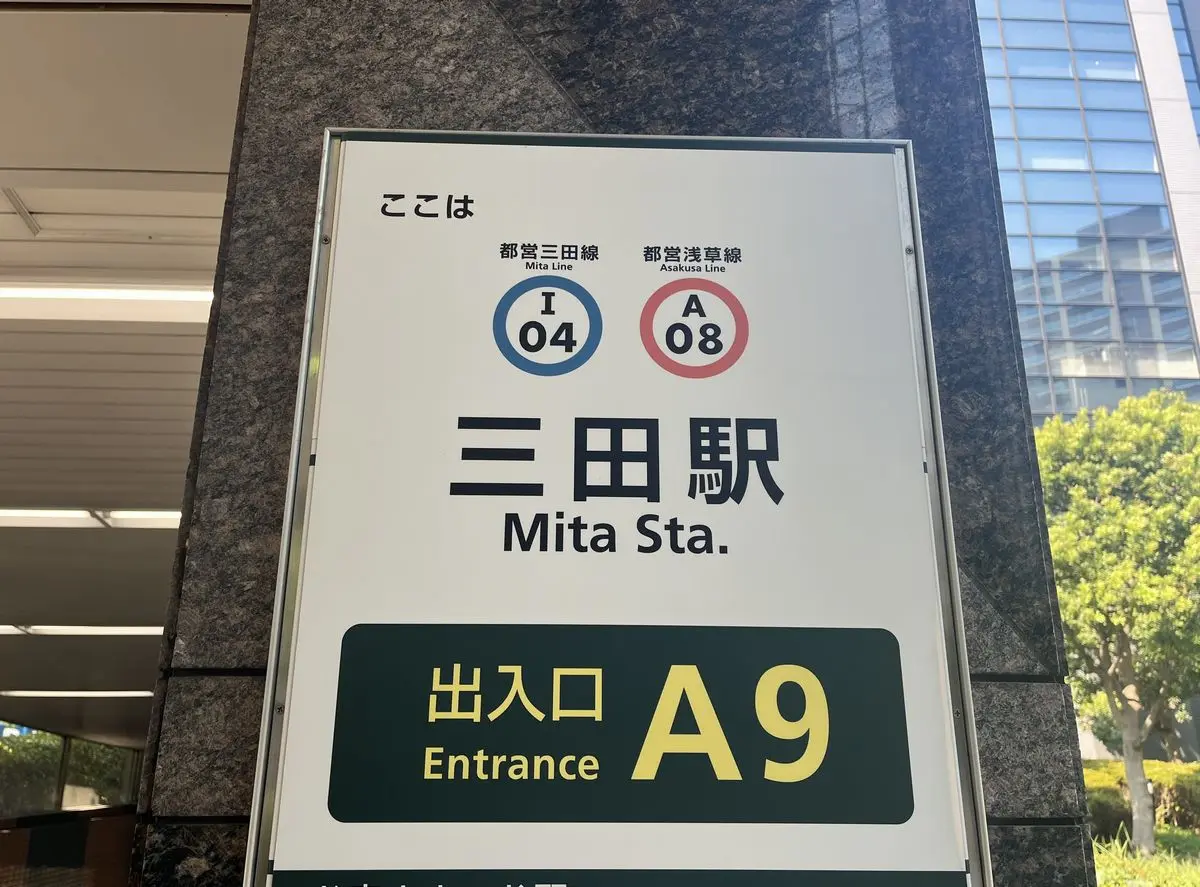 ここは
都営三田線 都営浅草線
Mita Line Asakusa Line
I A
04 08
三田駅
Mita Sta.
出入口 A9
Entrance